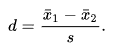 d = \frac{\bar{x}_1 - \bar{x}_2}{s}.